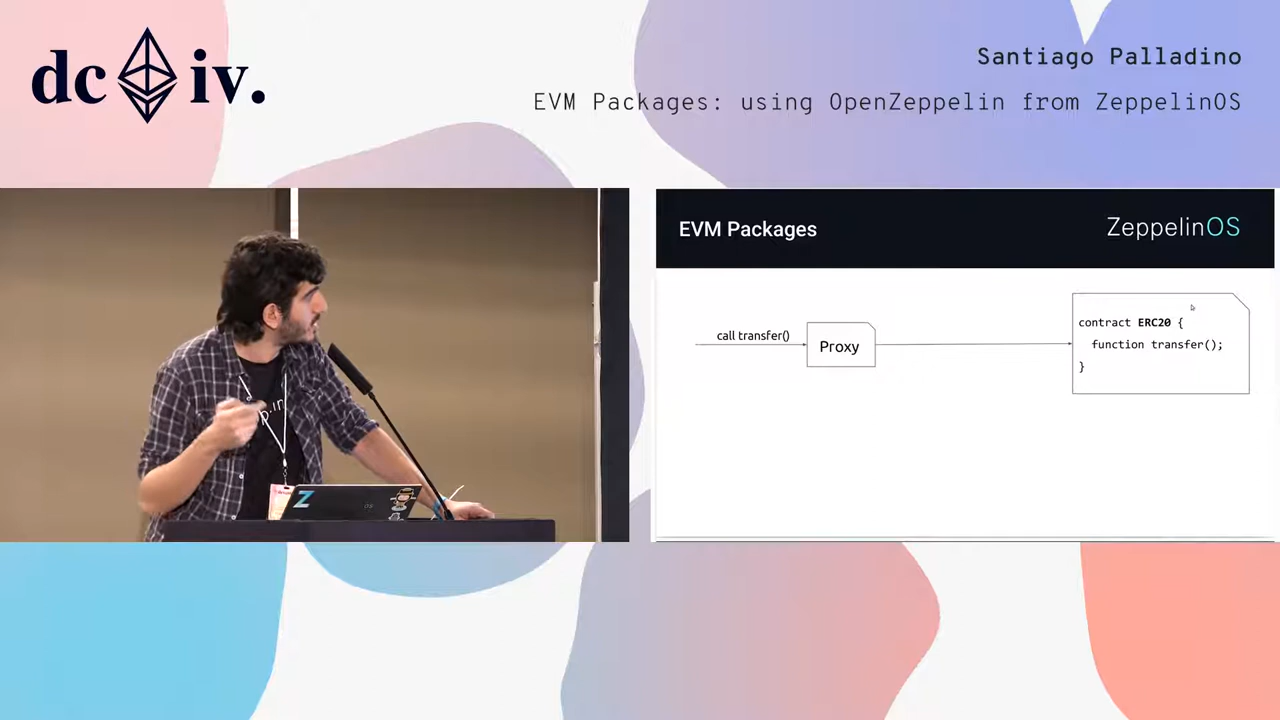 dc iv.
Santiago Palladino
EVM Packages: using OpenZeppelin from ZeppelinOS
EVM Packages
ZeppelinOS
call transfer()
Proxy
contract ERC20 {
function transfer();
}
Z
OS